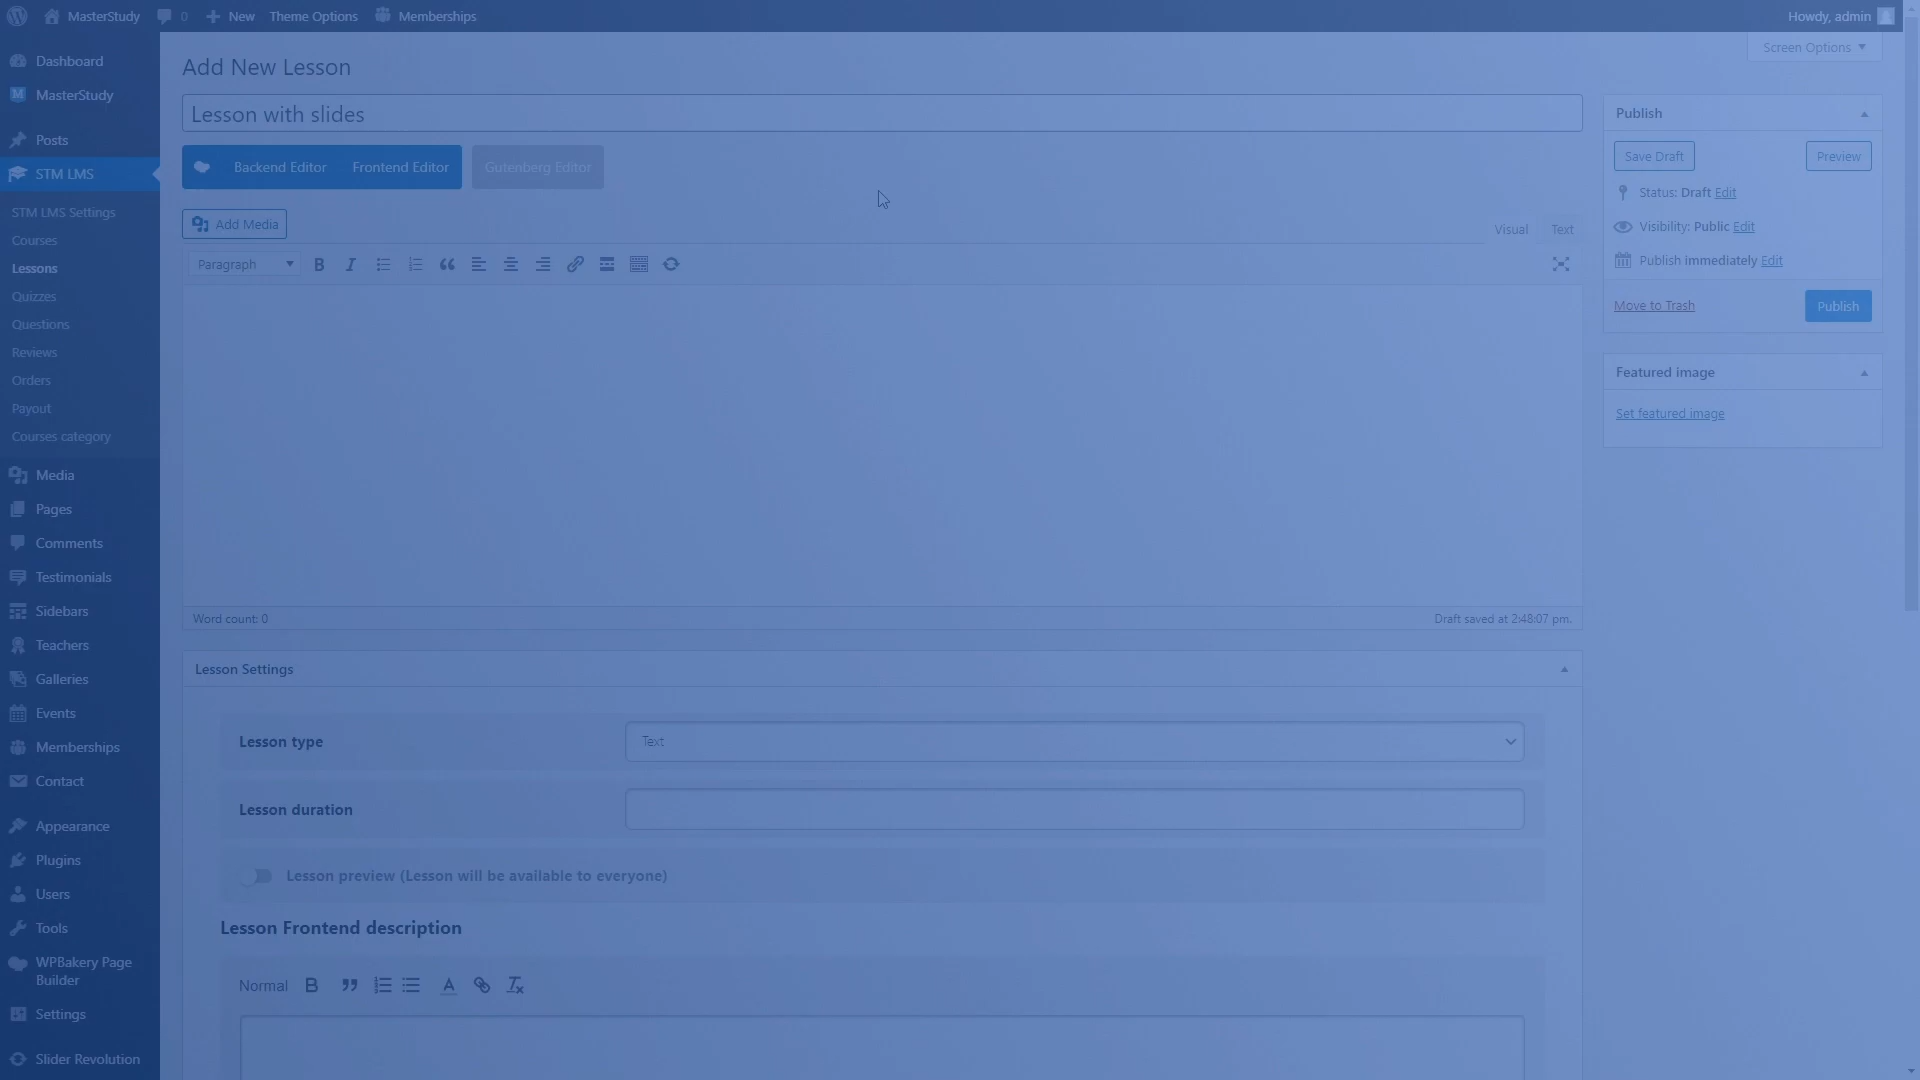 MasterStudy 0 New Theme Options Memberships Howdy, admin
Screen Options
Dashboard
MasterStudy
Posts
STM LMS
STM LMS Settings
Courses
Lessons
Quizzes
Questions
Reviews
Orders
Payout
Courses category
Media
Pages
Comments
Testimonials
Sidebars
Teachers
Galleries
Events
Memberships
Contact
Appearance
Plugins
Users
Tools
WPBakery Page
Builder
Settings
Slider Revolution
Add New Lesson
Lesson with slides
Backend Editor Frontend Editor Gutenberg Editor
Add Media
Visual Text
Paragraph
Word count: 0 Draft saved at 2:48:07 pm.
Lesson Settings
Lesson type Text
Lesson duration
Lesson preview (Lesson will be available to everyone)
Lesson Frontend description
Normal
Publish
Save Draft Preview
Status: Draft Edit
Visibility: Public Edit
Publish immediately Edit
Move to Trash Publish
Featured image
Set featured image